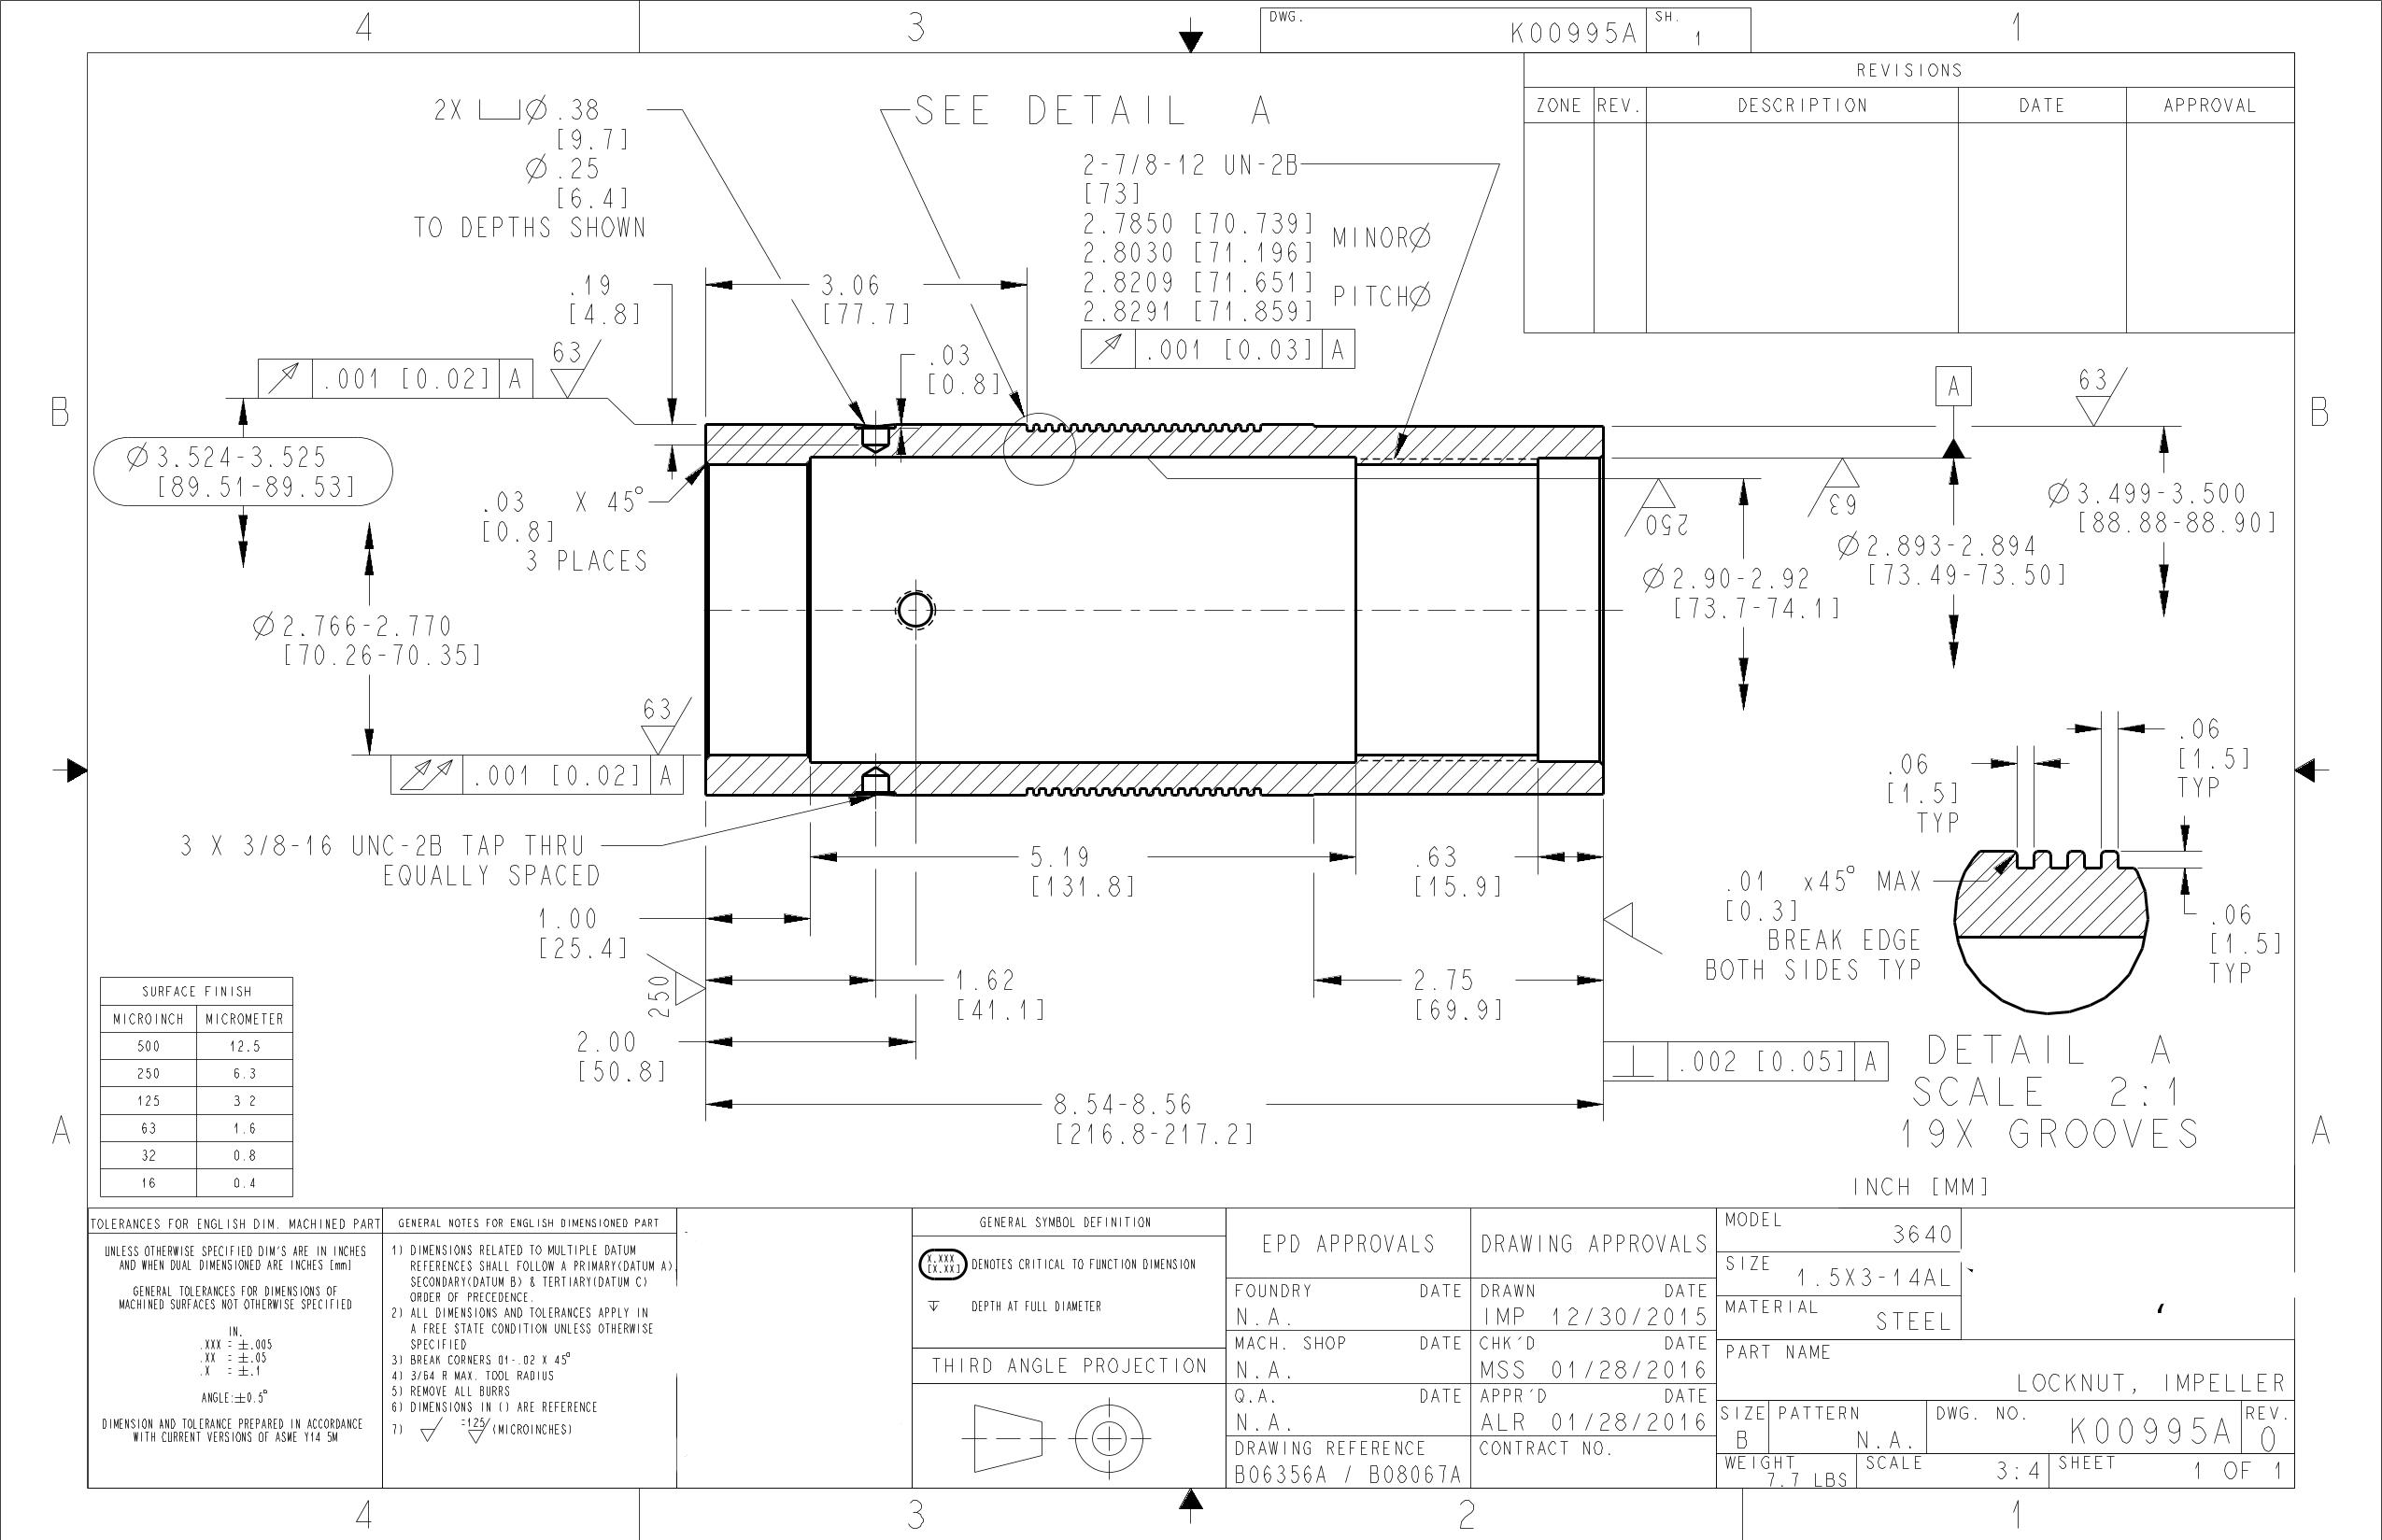 4
3
1
DWG.
K00995A
SH.
1
REVISIONS
ZONE REV. DESCRIPTION DATE APPROVAL
2X ⌴Ø.38
[9.7]
Ø.25
[6.4]
TO DEPTHS SHOWN
SEE DETAIL A
2-7/8-12 UN-2B
[73]
2.7850 [70.739]
2.8030 [71.196]
MINORØ
2.8209 [71.651]
2.8291 [71.859]
PITCHØ
.001 [0.03] A
.19
[4.8]
3.06
[77.7]
.03
[0.8]
63
.001 [0.02] A
B
Ø3.524-3.525
[89.51-89.53]
.03 X 45°
[0.8]
3 PLACES
Ø2.766-2.770
[70.26-70.35]
63
.001 [0.02] A
A
63
B
63
250
Ø3.499-3.500
[88.88-88.90]
Ø2.893-2.894
[73.49-73.50]
Ø2.90-2.92
[73.7-74.1]
3 X 3/8-16 UNC-2B TAP THRU
EQUALLY SPACED
5.19
[131.8]
.63
[15.9]
1.00
[25.4]
250
1.62
[41.1]
2.75
[69.9]
2.00
[50.8]
8.54-8.56
[216.8-217.2]
.002 [0.05] A
.06
[1.5]
TYP
.06
[1.5]
TYP
.01 x45° MAX
[0.3]
BREAK EDGE
BOTH SIDES TYP
.06
[1.5]
TYP
DETAIL A
SCALE 2:1
19X GROOVES
INCH [MM]
A
A
SURFACE FINISH
MICROINCH MICROMETER
500 12.5
250 6.3
125 3 2
63 1.6
32 0.8
16 0.4
TOLERANCES FOR ENGLISH DIM. MACHINED PART
UNLESS OTHERWISE SPECIFIED DIM'S ARE IN INCHES
AND WHEN DUAL DIMENSIONED ARE INCHES [mm]
GENERAL TOLERANCES FOR DIMENSIONS OF
MACHINED SURFACES NOT OTHERWISE SPECIFIED
IN.
.XXX = ±.005
.XX = ±.05
.X = ±.1
ANGLE:±0.5°
DIMENSION AND TOLERANCE PREPARED IN ACCORDANCE
WITH CURRENT VERSIONS OF ASME Y14 5M
GENERAL NOTES FOR ENGLISH DIMENSIONED PART
1) DIMENSIONS RELATED TO MULTIPLE DATUM
REFERENCES SHALL FOLLOW A PRIMARY(DATUM A),
SECONDARY(DATUM B) & TERTIARY(DATUM C)
ORDER OF PRECEDENCE.
2) ALL DIMENSIONS AND TOLERANCES APPLY IN
A FREE STATE CONDITION UNLESS OTHERWISE
SPECIFIED
3) BREAK CORNERS 01-.02 X 45°
4) 3/64 R MAX. TOOL RADIUS
5) REMOVE ALL BURRS
6) DIMENSIONS IN () ARE REFERENCE
7) =125 (MICROINCHES)
GENERAL SYMBOL DEFINITION
X.XXX
[X.XX]
DENOTES CRITICAL TO FUNCTION DIMENSION
DEPTH AT FULL DIAMETER
THIRD ANGLE PROJECTION
EPD APPROVALS
FOUNDRY DATE
N.A.
MACH. SHOP DATE
N.A.
Q.A. DATE
N.A.
DRAWING REFERENCE
B06356A / B08067A
DRAWING APPROVALS
DRAWN DATE
IMP 12/30/2015
CHK'D DATE
MSS 01/28/2016
APPR'D DATE
ALR 01/28/2016
CONTRACT NO.
MODEL
3640
SIZE
1.5X3-14AL
MATERIAL
STEEL
PART NAME
LOCKNUT, IMPELLER
SIZE
B
PATTERN
N.A.
DWG. NO.
K00995A
REV.
0
WEIGHT
7.7 LBS
SCALE
3:4
SHEET
1 OF 1
4
3
2
1